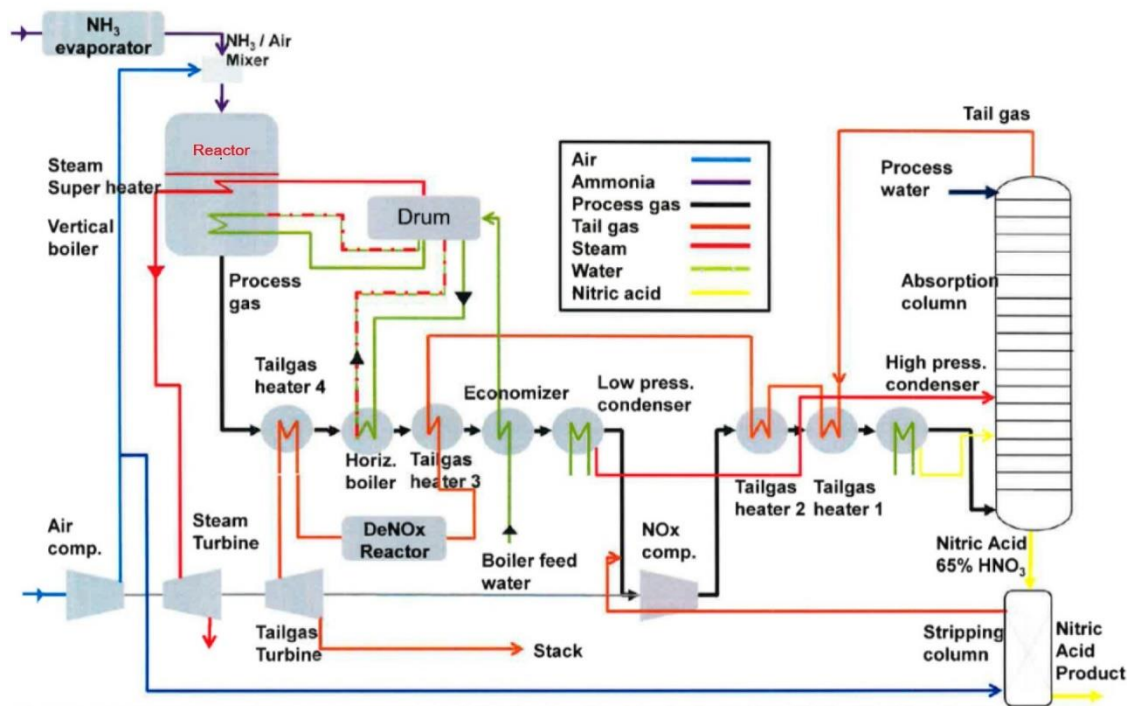 NH₃
evaporator
NH₃ / Air
Mixer
Reactor
Steam
Super heater
Vertical
boiler
Drum
Process
gas
Air
Ammonia
Process gas
Tail gas
Steam
Water
Nitric acid
Tail gas
Process
water
Absorption
column
High press.
condenser
Tailgas
heater 4
Horiz.
boiler
Tailgas
heater 3
Economizer
Low press.
condenser
Tailgas
heater 2
Tailgas
heater 1
DeNOx
Reactor
Boiler feed
water
NOx
comp.
Air
comp.
Steam
Turbine
Tailgas
Turbine
Stack
Nitric Acid
65% HNO₃
Stripping
column
Nitric
Acid
Product